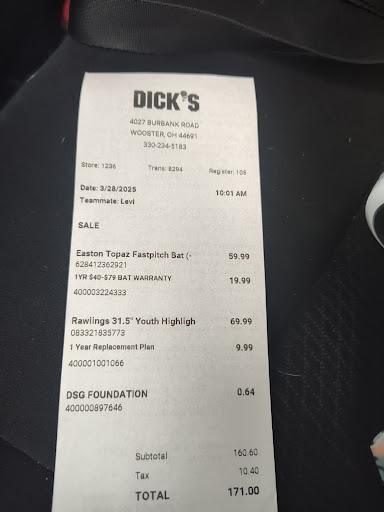 DICK'S
4027 BURBANK ROAD
WOOSTER, OH 44691
330-234-5183
Store: 1236 Trans: 8294 Register: 106
Date: 3/28/2025 10:01 AM
Teammate: Levi
SALE
Easton Topaz Fastpitch Bat (- 59.99
628412362921
1YR $40-$79 BAT WARRANTY 19.99
400003224333
Rawlings 31.5" Youth Highligh 69.99
083321835773
1 Year Replacement Plan 9.99
400001001066
DSG FOUNDATION 0.64
400000897646
Subtotal 160.60
Tax 10.40
TOTAL 171.00